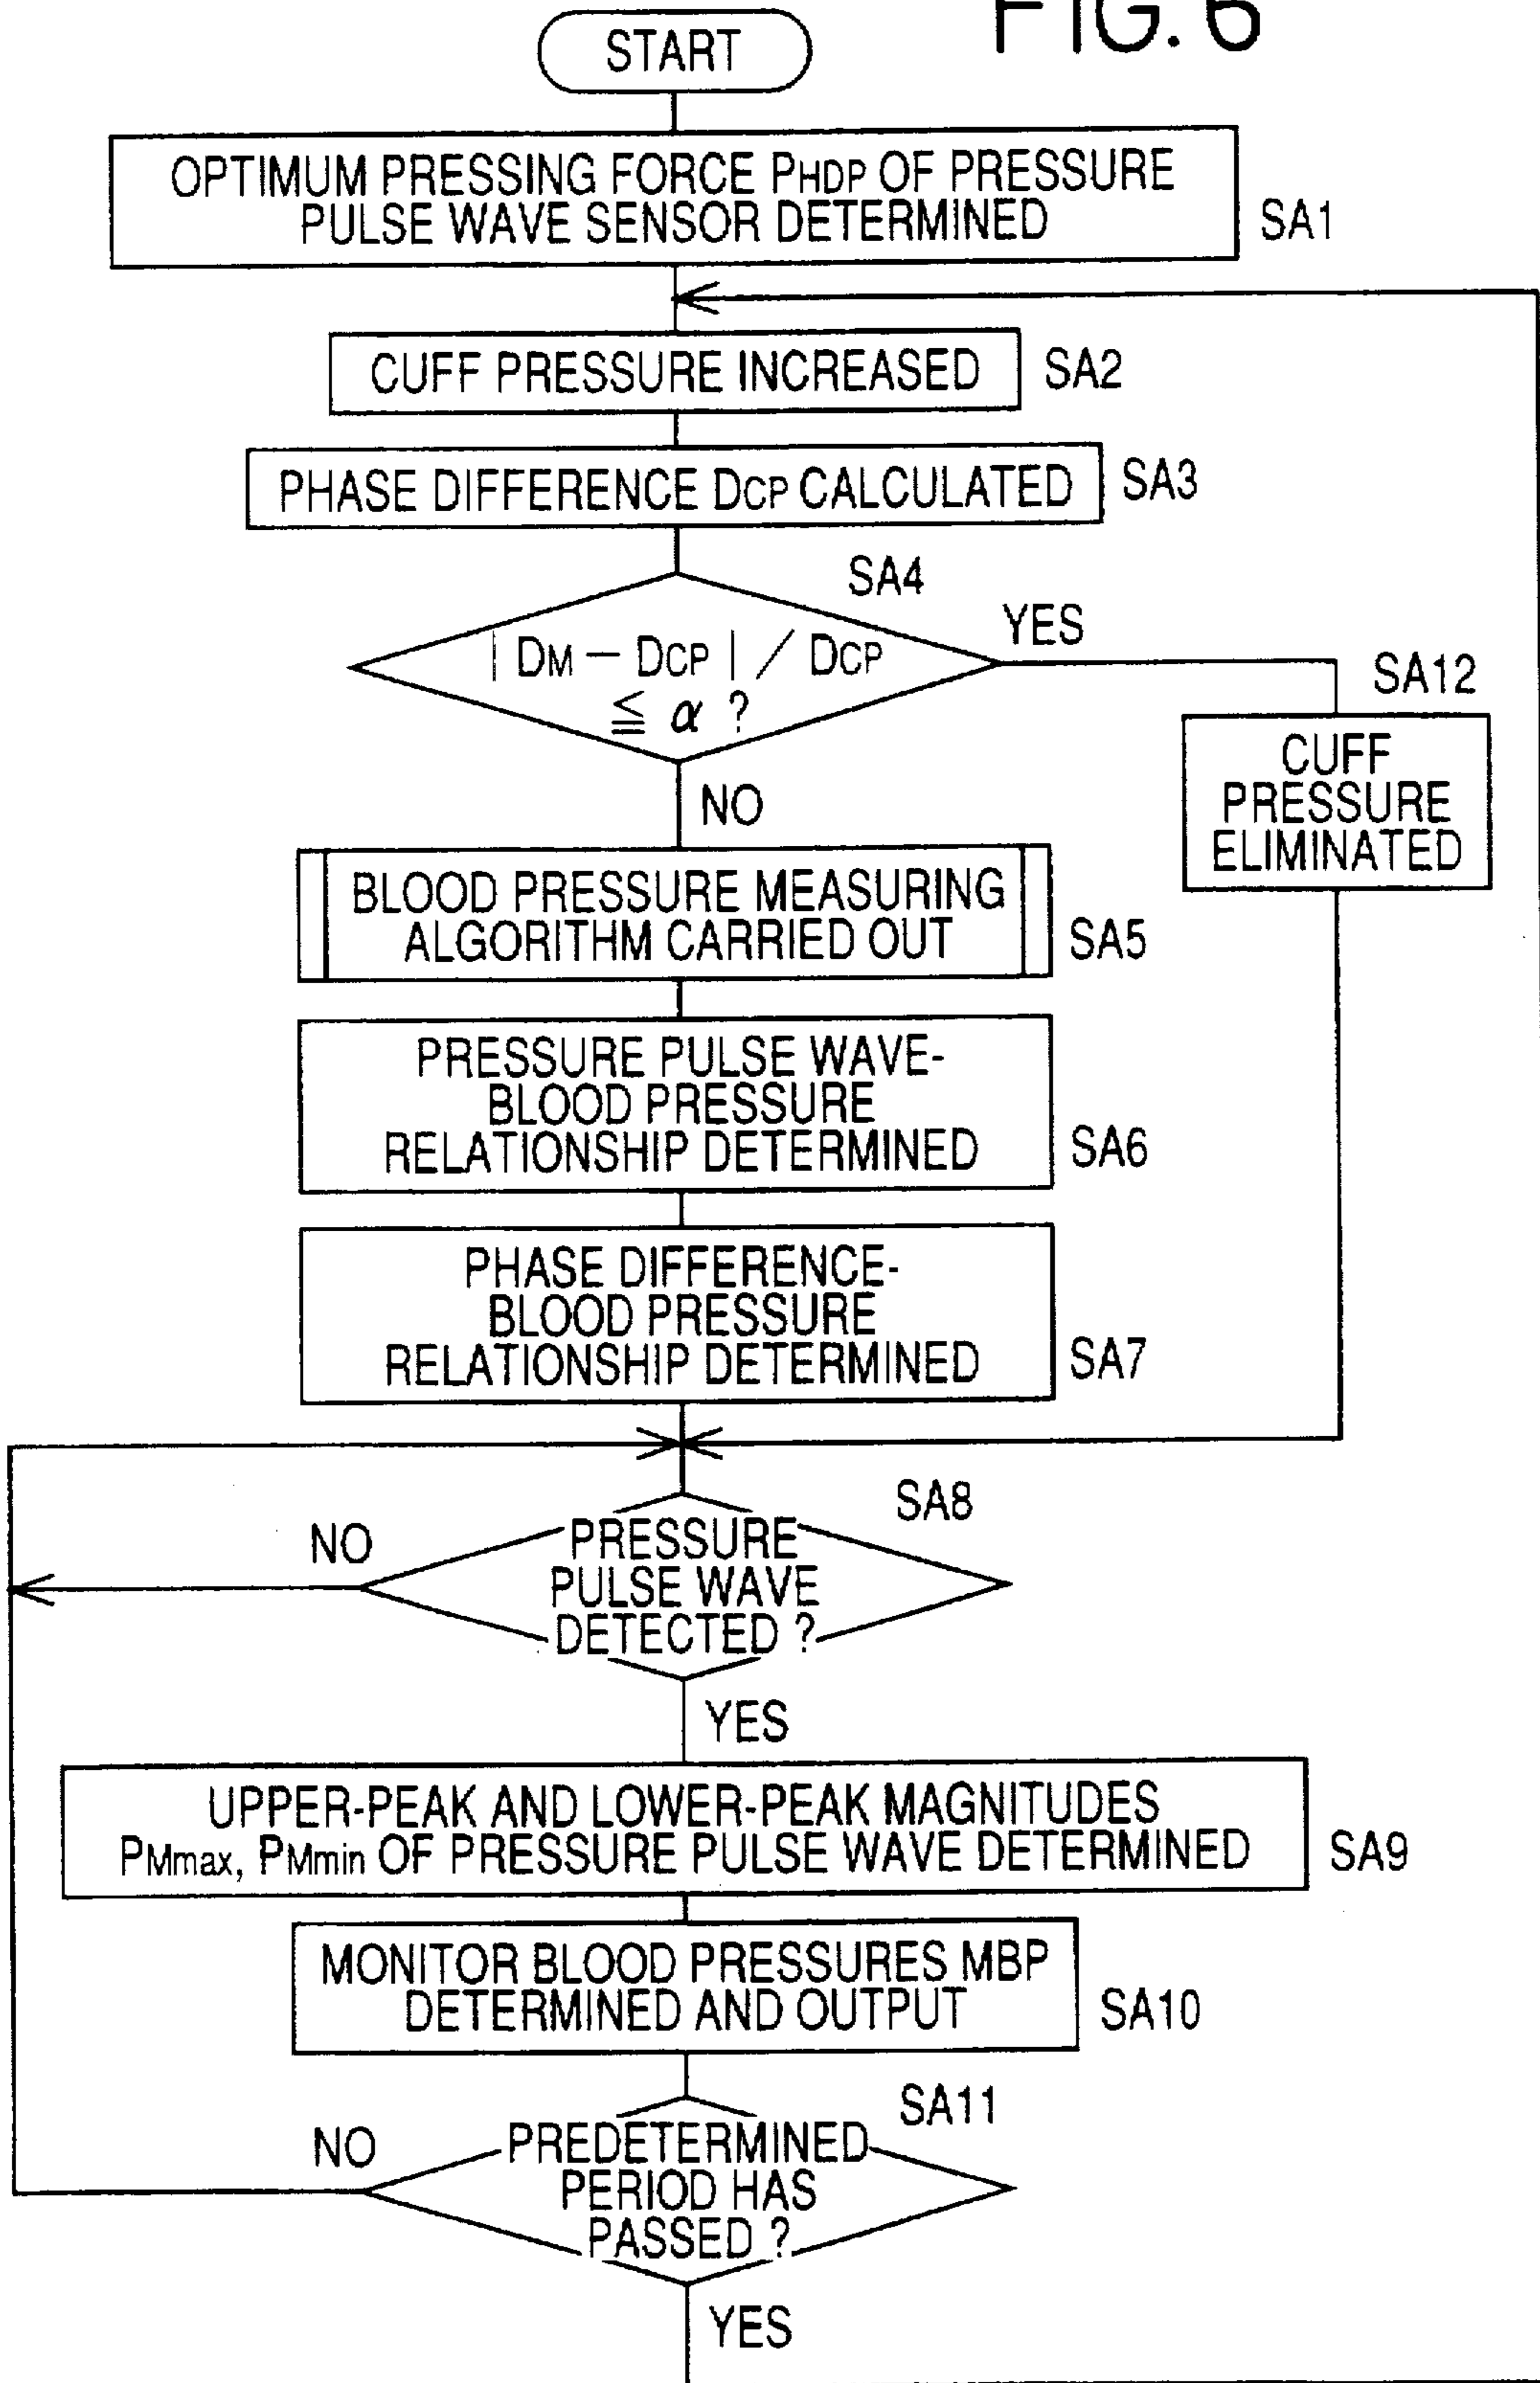 FIG. 6
START
OPTIMUM PRESSING FORCE PHDP OF PRESSURE
PULSE WAVE SENSOR DETERMINED
SA1
CUFF PRESSURE INCREASED
SA2
PHASE DIFFERENCE DCP CALCULATED
SA3
SA4
| DM − DCP | / DCP
≦ α ?
YES
NO
SA12
CUFF
PRESSURE
ELIMINATED
BLOOD PRESSURE MEASURING
ALGORITHM CARRIED OUT
SA5
PRESSURE PULSE WAVE-
BLOOD PRESSURE
RELATIONSHIP DETERMINED
SA6
PHASE DIFFERENCE-
BLOOD PRESSURE
RELATIONSHIP DETERMINED
SA7
SA8
NO
PRESSURE
PULSE WAVE
DETECTED ?
YES
UPPER-PEAK AND LOWER-PEAK MAGNITUDES
PMmax, PMmin OF PRESSURE PULSE WAVE DETERMINED
SA9
MONITOR BLOOD PRESSURES MBP
DETERMINED AND OUTPUT
SA10
SA11
NO
PREDETERMINED
PERIOD HAS
PASSED ?
YES